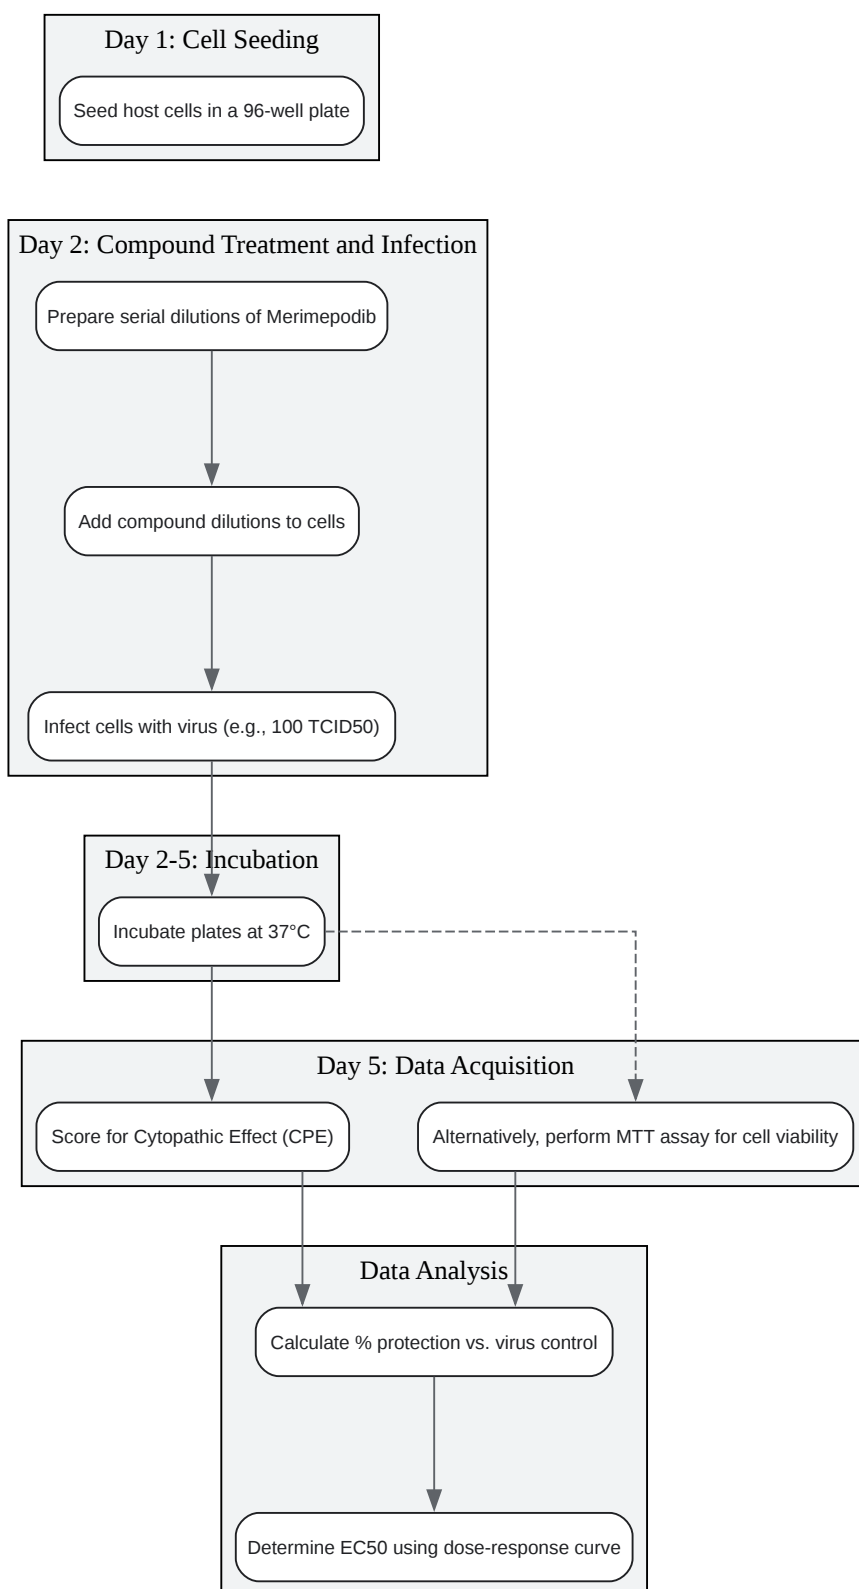 Day 1: Cell Seeding
Seed host cells in a 96-well plate
Day 2: Compound Treatment and Infection
Prepare serial dilutions of Merimepodib
Add compound dilutions to cells
Infect cells with virus (e.g., 100 TCID50)
Day 2-5: Incubation
Incubate plates at 37°C
Day 5: Data Acquisition
Score for Cytopathic Effect (CPE)
Alternatively, perform MTT assay for cell viability
Data Analysis
Calculate % protection vs. virus control
Determine EC50 using dose-response curve